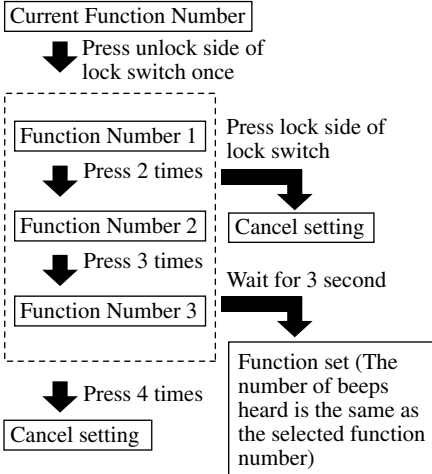 Current Function Number
Press unlock side of
lock switch once
Function Number 1
Press 2 times
Press lock side of
lock switch
Function Number 2
Cancel setting
Press 3 times
Function Number 3
Wait for 3 second
Function set (The
number of beeps
heard is the same as
the selected function
number)
Press 4 times
Cancel setting